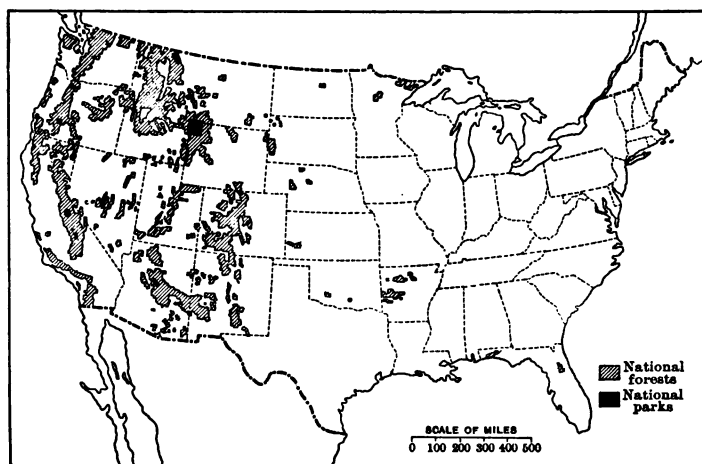 National
forests
National
parks
SCALE OF MILES
0 100 200 300 400 500